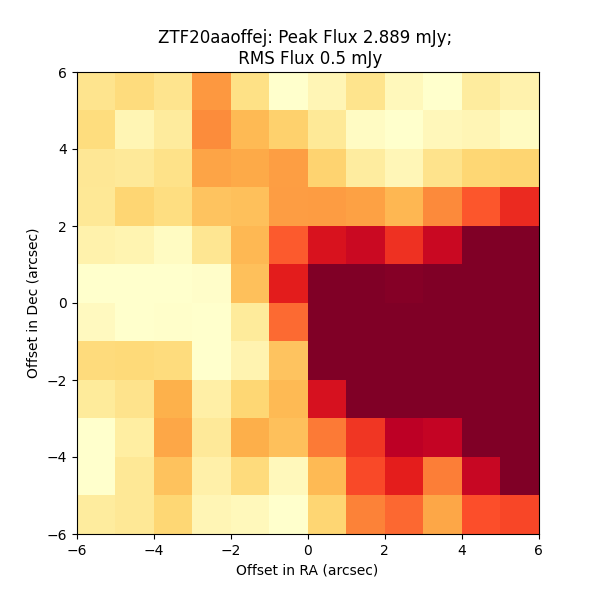 ZTF20aaoffej: Peak Flux 2.889 mJy;
RMS Flux 0.5 mJy
6
4
2
0
−2
−4
−6
Offset in Dec (arcsec)
−6 −4 −2 0 2 4 6
Offset in RA (arcsec)